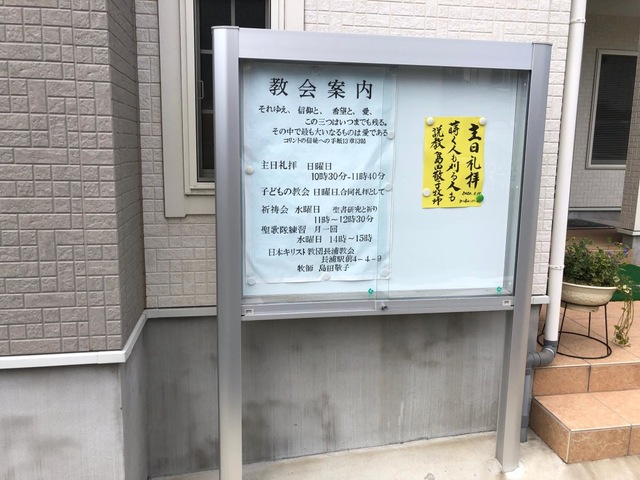 教会案内
それゆえ、信仰と、希望と、愛、
この三つはいつまでも残る。
その中で最も大いなるものは愛である
コリントの信徒への手紙13章13節
主日礼拝 日曜日
10時30分-11時40分
子どもの教会 日曜日、合同礼拝として
祈祷会 水曜日 聖書研究と祈り
11時〜12時30分
聖歌隊練習 月一回
水曜日 14時〜15時
日本キリスト教団長浦教会
長浦駅前4-4-9
牧師 島田敬子
主日礼拝
蒔く人も刈る人も
説教 島田敬子牧師